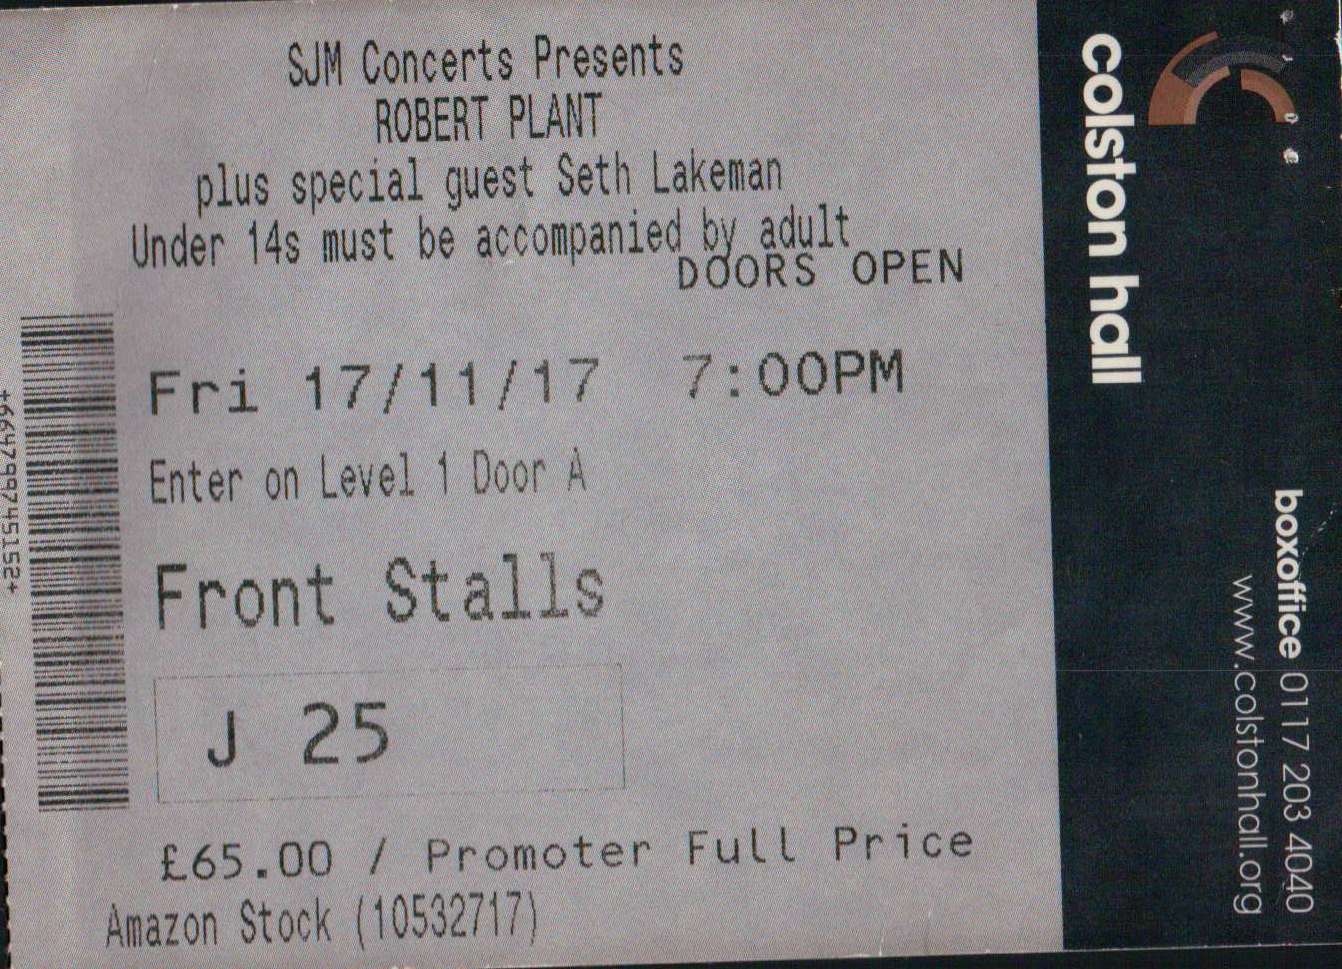 SJM Concerts Presents
ROBERT PLANT
plus special guest Seth Lakeman
Under 14s must be accompanied by adult
DOORS OPEN
Fri 17/11/17 7:00PM
Enter on Level 1 Door A
Front Stalls
J 25
£65.00 / Promoter Full Price
Amazon Stock (10532717)
+664799745152+
colston hall
boxoffice 0117 203 4040
www.colstonhall.org